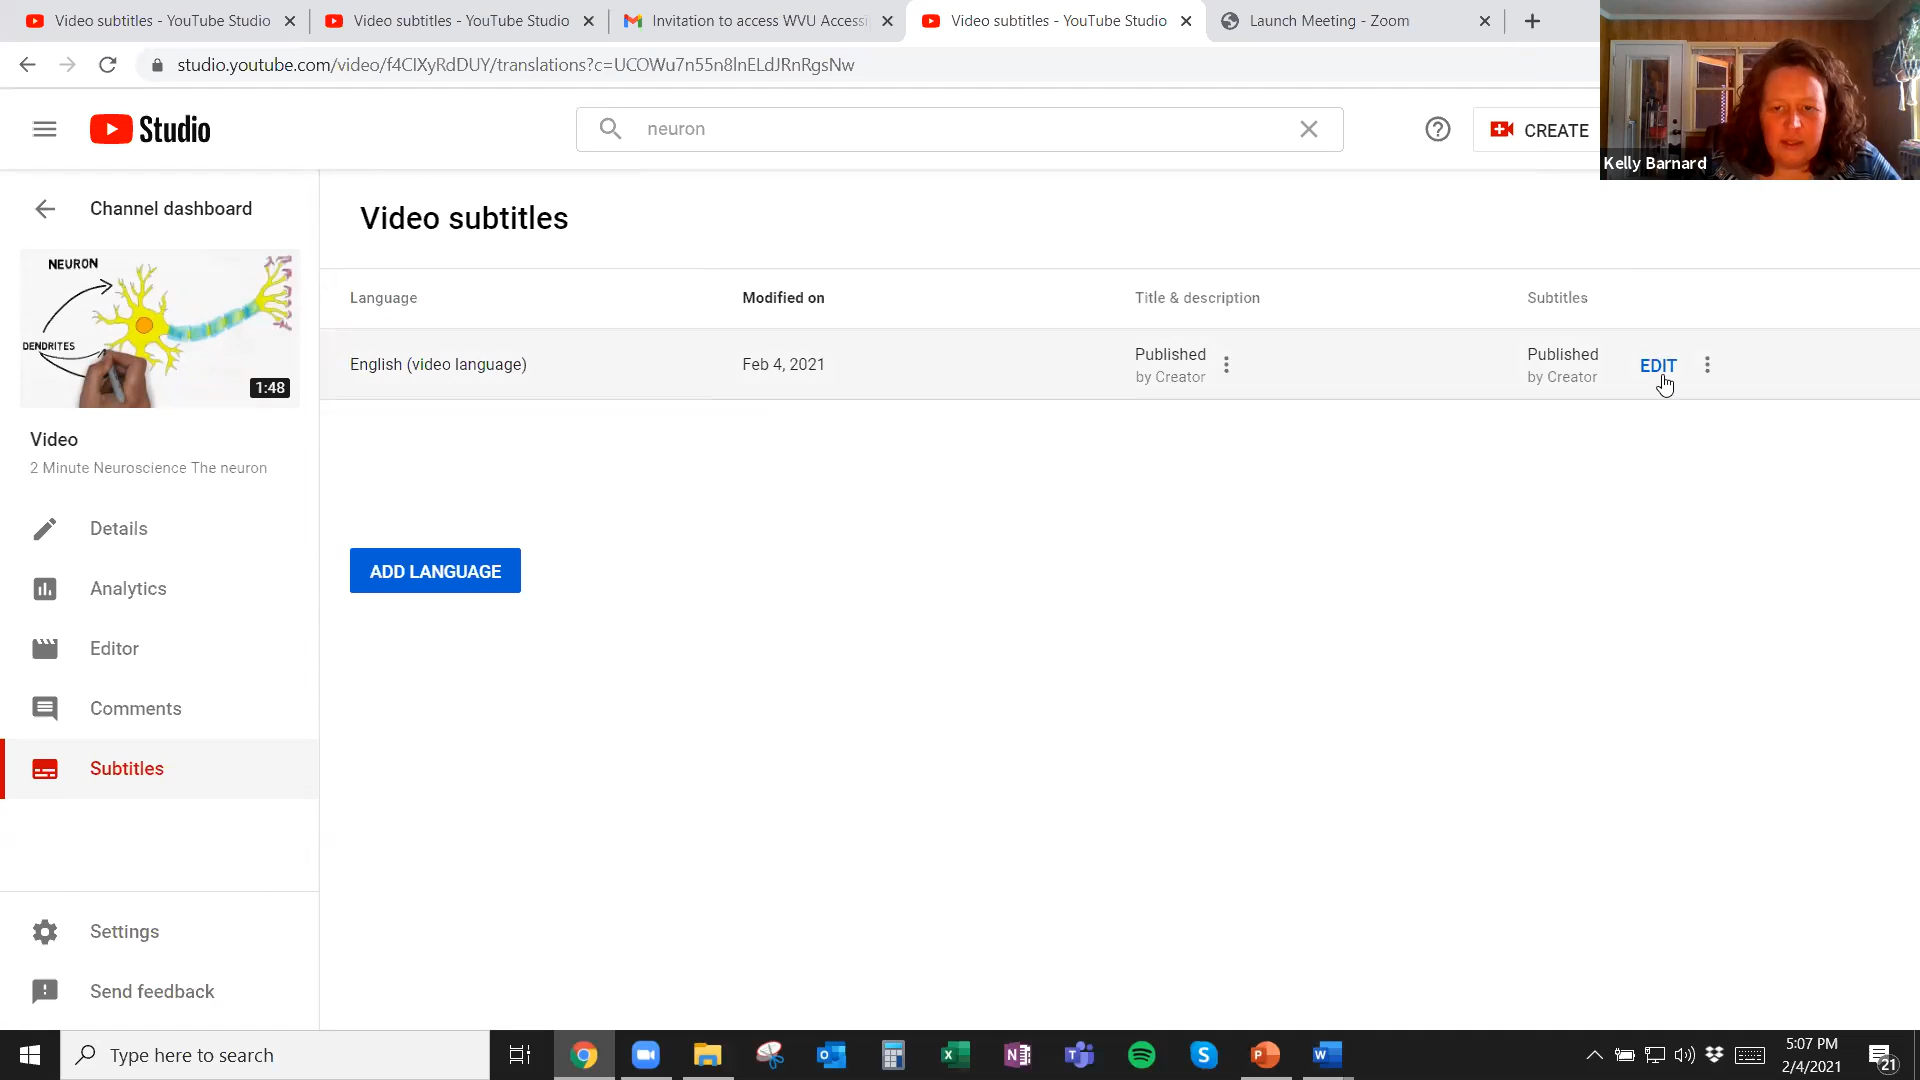 Video subtitles - YouTube Studio
Video subtitles - YouTube Studio
Invitation to access WVU Accessi
Video subtitles - YouTube Studio
Launch Meeting - Zoom
studio.youtube.com/video/f4ClXyRdDUY/translations?c=UCOWu7n55n8lnELdJRnRgsNw
Studio
neuron
CREATE
Kelly Barnard
Channel dashboard
NEURON
DENDRITES
1:48
Video
2 Minute Neuroscience The neuron
Details
Analytics
Editor
Comments
Subtitles
Settings
Send feedback
Video subtitles
Language Modified on Title & description Subtitles
English (video language) Feb 4, 2021 Published by Creator Published by Creator EDIT
ADD LANGUAGE
Type here to search
5:07 PM
2/4/2021
21